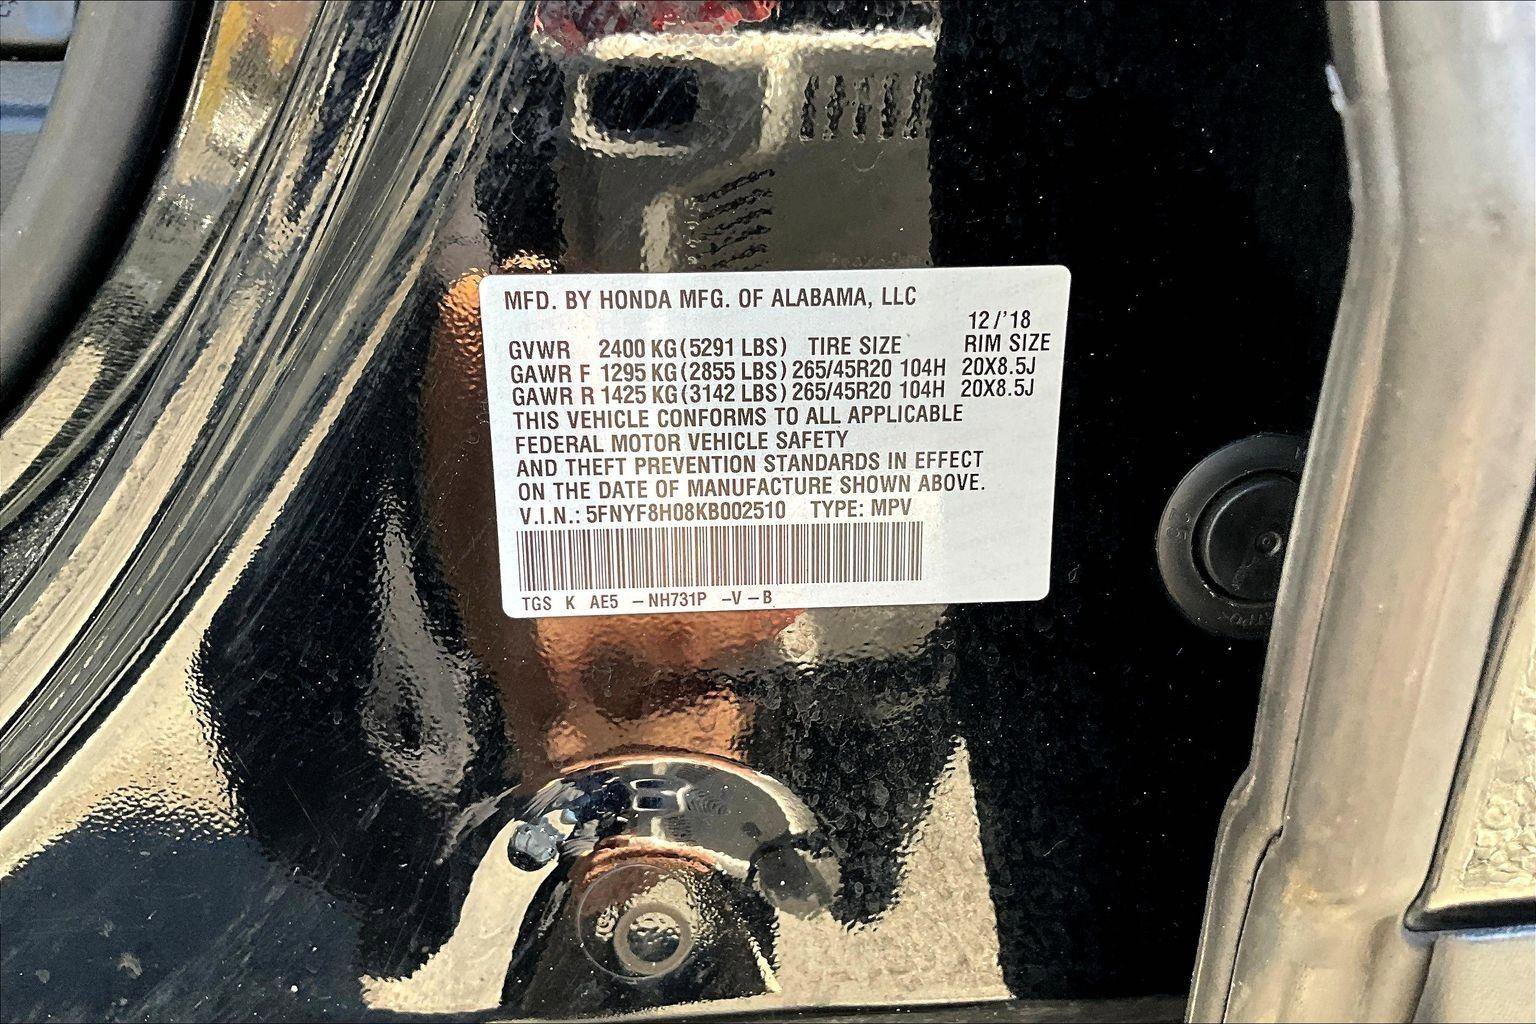 MFD. BY HONDA MFG. OF ALABAMA, LLC
12/'18
GVWR 2400 KG (5291 LBS) TIRE SIZE RIM SIZE
GAWR F 1295 KG (2855 LBS) 265/45R20 104H 20X8.5J
GAWR R 1425 KG (3142 LBS) 265/45R20 104H 20X8.5J
THIS VEHICLE CONFORMS TO ALL APPLICABLE
FEDERAL MOTOR VEHICLE SAFETY
AND THEFT PREVENTION STANDARDS IN EFFECT
ON THE DATE OF MANUFACTURE SHOWN ABOVE.
V.I.N.: 5FNYF8H08KB002510 TYPE: MPV
TGS K AE5 -NH731P -V-B